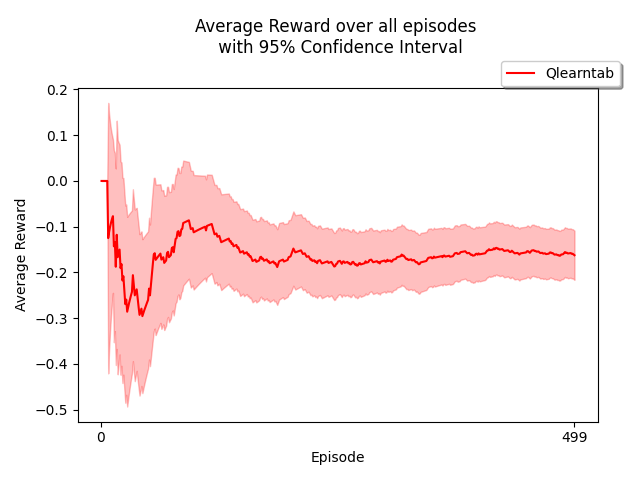 Average Reward over all episodes
with 95% Confidence Interval
Qlearntab
0.2
0.1
0.0
−0.1
−0.2
−0.3
−0.4
−0.5
Average Reward
0
499
Episode